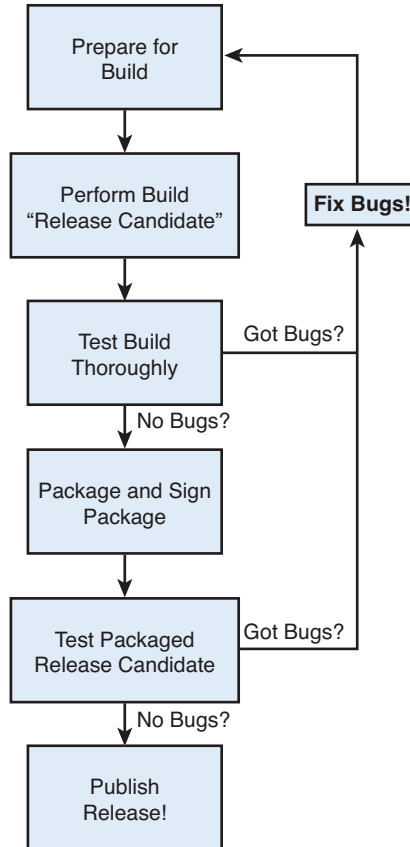 Prepare for
Build
Perform Build
“Release Candidate”
Fix Bugs!
Test Build
Thoroughly
Got Bugs?
No Bugs?
Package and Sign
Package
Test Packaged
Release Candidate
Got Bugs?
No Bugs?
Publish
Release!